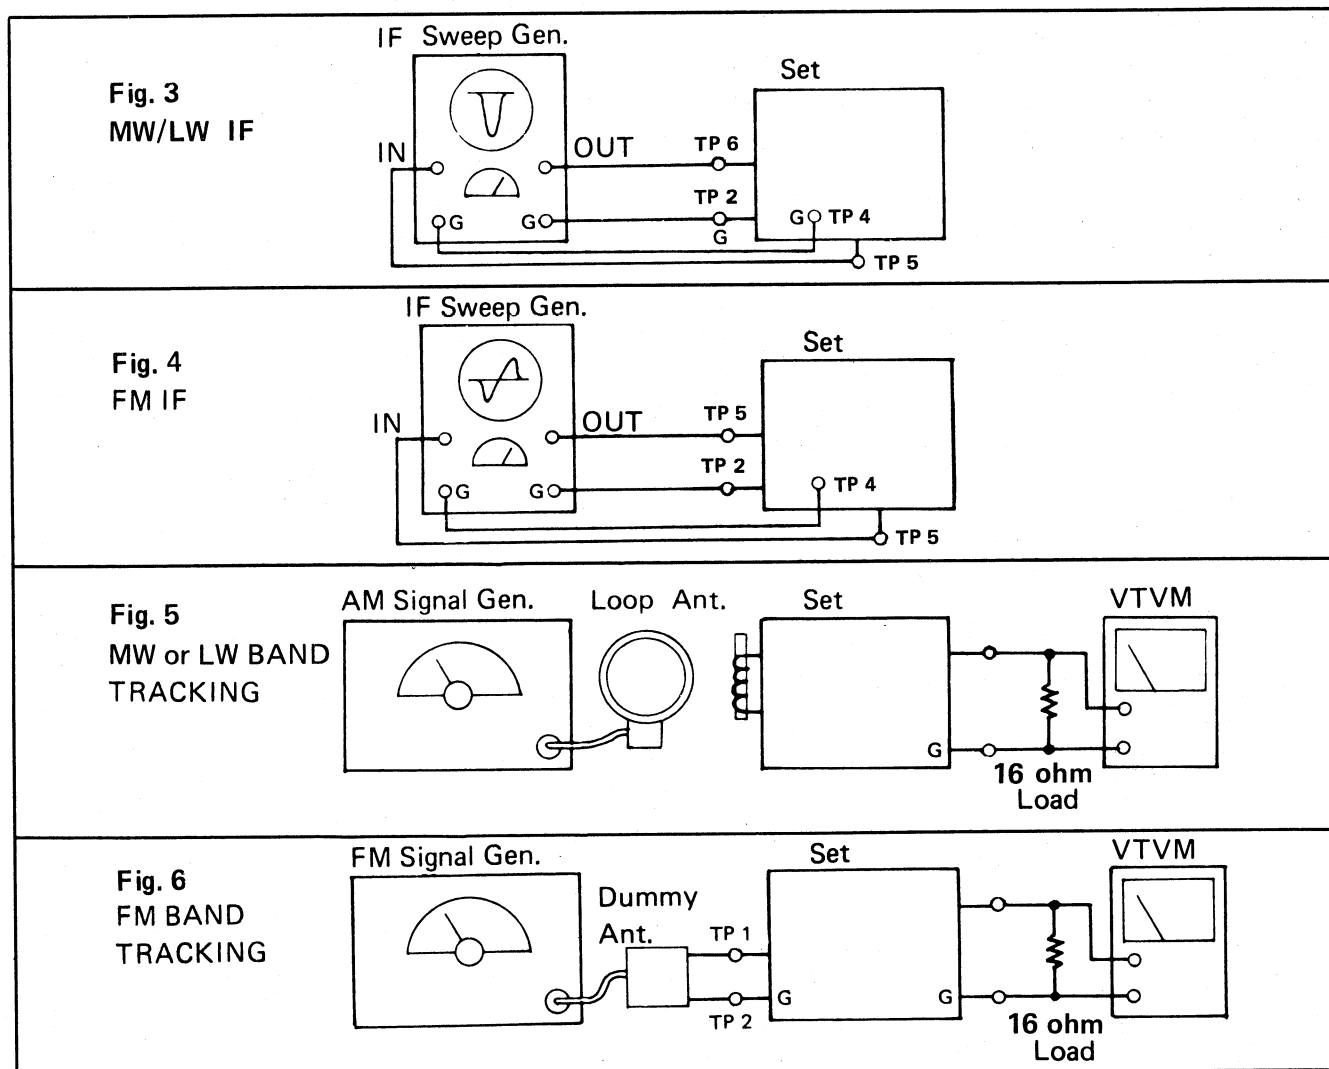 Fig. 3
MW/LW IF
IF Sweep Gen.
Set
IN
OUT
TP 6
TP 2
G
G
G
G
TP 4
TP 5
Fig. 4
FM IF
IF Sweep Gen.
Set
IN
OUT
TP 5
TP 2
G
G
TP 4
TP 5
Fig. 5
MW or LW BAND
TRACKING
AM Signal Gen.
Loop Ant.
Set
VTVM
G
16 ohm
Load
Fig. 6
FM BAND
TRACKING
FM Signal Gen.
Dummy
Ant.
Set
VTVM
TP 1
TP 2
G
G
16 ohm
Load